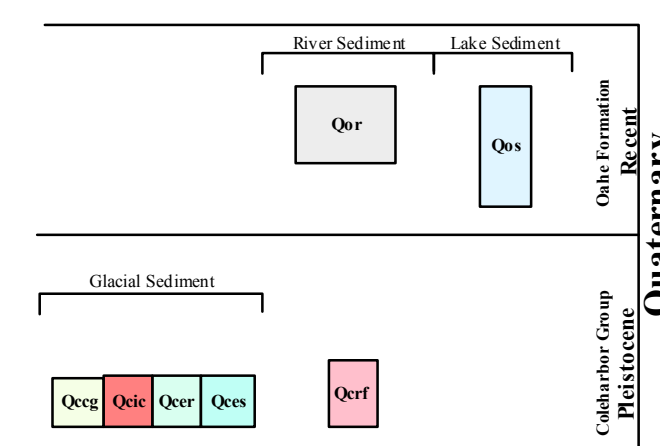 River Sediment
Lake Sediment
Qor
Qos
Oahe Formation
Recent
Quaternary
Glacial Sediment
Qccg
Qcic
Qcer
Qces
Qcrf
Coleharbor Group
Pleistocene